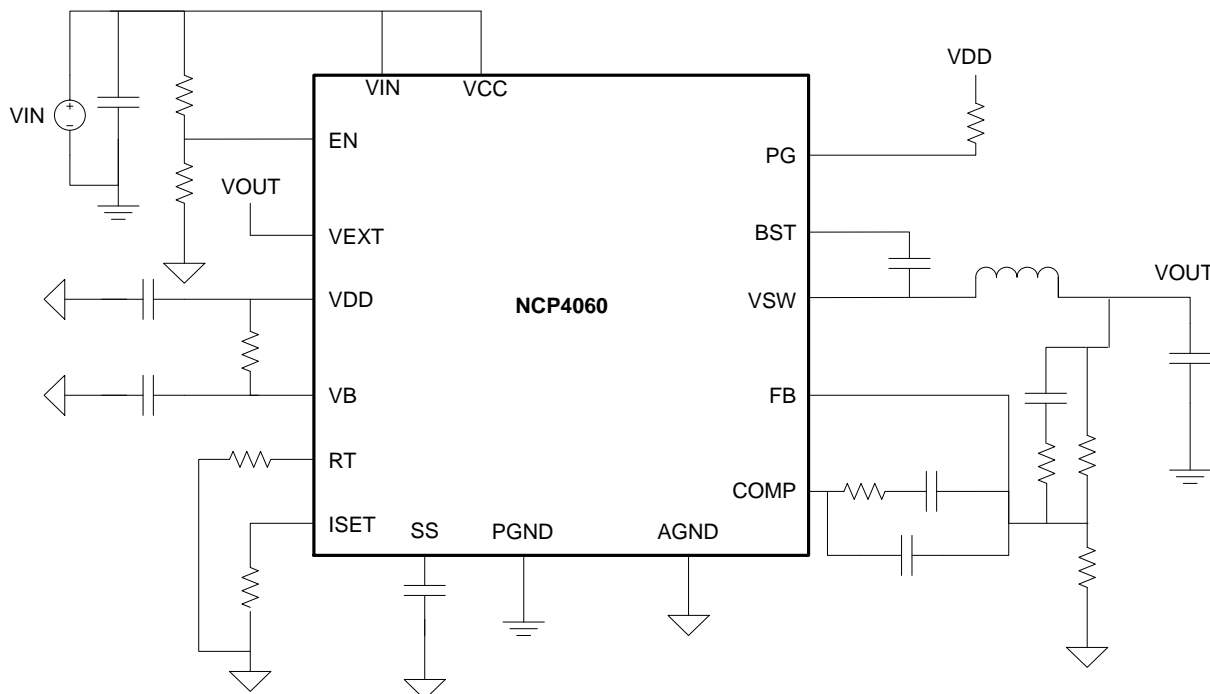 VIN
VCC
VDD
VIN
EN
PG
VOUT
VEXT
BST
VOUT
VDD
NCP4060
VSW
VB
FB
RT
COMP
ISET
SS
PGND
AGND